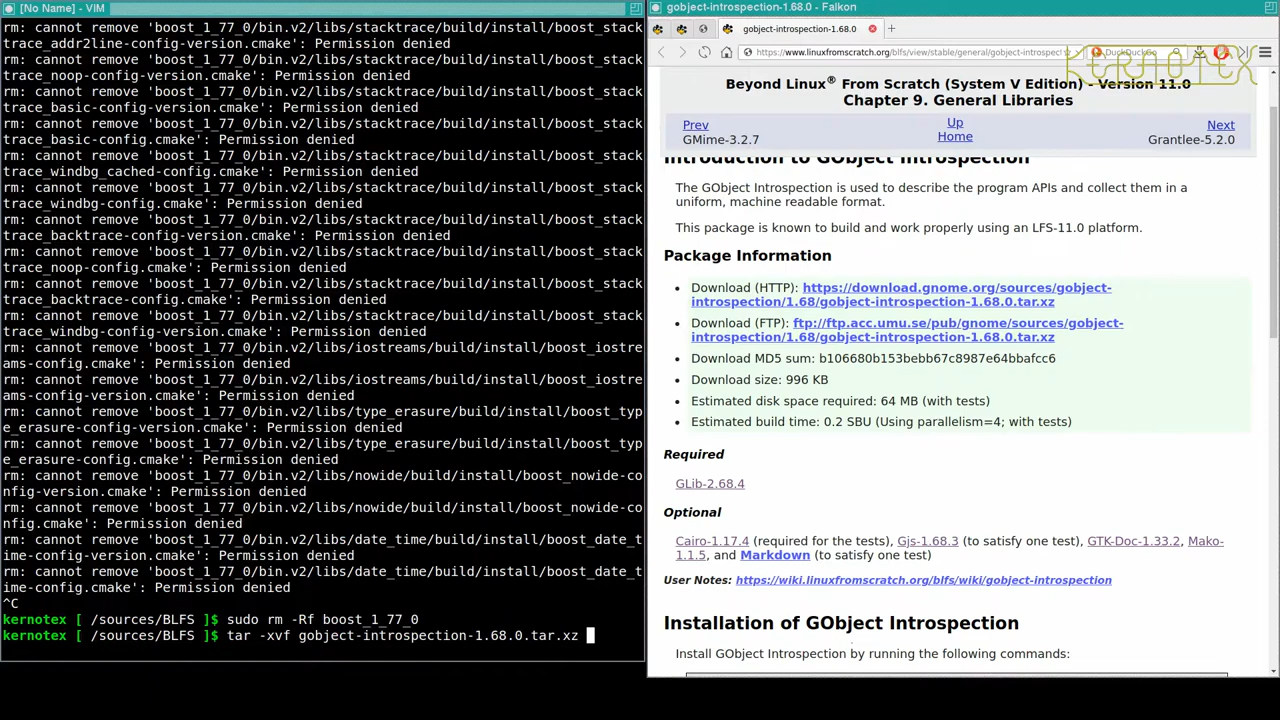 [No Name] - VIM
rm: cannot remove 'boost_1_77_0/bin.v2/libs/stacktrace/build/install/boost_stack
trace_addr2line-config-version.cmake': Permission denied
rm: cannot remove 'boost_1_77_0/bin.v2/libs/stacktrace/build/install/boost_stack
trace_noop-config-version.cmake': Permission denied
rm: cannot remove 'boost_1_77_0/bin.v2/libs/stacktrace/build/install/boost_stack
trace_basic-config-version.cmake': Permission denied
rm: cannot remove 'boost_1_77_0/bin.v2/libs/stacktrace/build/install/boost_stack
trace_basic-config.cmake': Permission denied
rm: cannot remove 'boost_1_77_0/bin.v2/libs/stacktrace/build/install/boost_stack
trace_windbg_cached-config.cmake': Permission denied
rm: cannot remove 'boost_1_77_0/bin.v2/libs/stacktrace/build/install/boost_stack
trace_windbg-config.cmake': Permission denied
rm: cannot remove 'boost_1_77_0/bin.v2/libs/stacktrace/build/install/boost_stack
trace_backtrace-config-version.cmake': Permission denied
rm: cannot remove 'boost_1_77_0/bin.v2/libs/stacktrace/build/install/boost_stack
trace_noop-config.cmake': Permission denied
rm: cannot remove 'boost_1_77_0/bin.v2/libs/stacktrace/build/install/boost_stack
trace_backtrace-config.cmake': Permission denied
rm: cannot remove 'boost_1_77_0/bin.v2/libs/stacktrace/build/install/boost_stack
trace_windbg-config-version.cmake': Permission denied
rm: cannot remove 'boost_1_77_0/bin.v2/libs/iostreams/build/install/boost_iostre
ams-config-version.cmake': Permission denied
rm: cannot remove 'boost_1_77_0/bin.v2/libs/iostreams/build/install/boost_iostre
ams-config.cmake': Permission denied
rm: cannot remove 'boost_1_77_0/bin.v2/libs/type_erasure/build/install/boost_typ
e_erasure-config-version.cmake': Permission denied
rm: cannot remove 'boost_1_77_0/bin.v2/libs/type_erasure/build/install/boost_typ
e_erasure-config.cmake': Permission denied
rm: cannot remove 'boost_1_77_0/bin.v2/libs/nowide/build/install/boost_nowide-co
nfig-version.cmake': Permission denied
rm: cannot remove 'boost_1_77_0/bin.v2/libs/nowide/build/install/boost_nowide-co
nfig.cmake': Permission denied
rm: cannot remove 'boost_1_77_0/bin.v2/libs/date_time/build/install/boost_date_t
ime-config-version.cmake': Permission denied
rm: cannot remove 'boost_1_77_0/bin.v2/libs/date_time/build/install/boost_date_t
ime-config.cmake': Permission denied
^C
kernotex [ /sources/BLFS ]$ sudo rm -Rf boost_1_77_0
kernotex [ /sources/BLFS ]$ tar -xvf gobject-introspection-1.68.0.tar.xz
gobject-introspection-1.68.0 - Falkon
gobject-introspection-1.68.0
https://www.linuxfromscratch.org/blfs/view/stable/general/gobject-introspect
DuckDuckGo
KERNOTEX
Beyond Linux® From Scratch (System V Edition) - Version 11.0
Chapter 9. General Libraries
Prev
Up
Next
GMime-3.2.7
Home
Grantlee-5.2.0
Introduction to GObject Introspection
The GObject Introspection is used to describe the program APIs and collect them in a
uniform, machine readable format.
This package is known to build and work properly using an LFS-11.0 platform.
Package Information
Download (HTTP): https://download.gnome.org/sources/gobject-
introspection/1.68/gobject-introspection-1.68.0.tar.xz
Download (FTP): ftp://ftp.acc.umu.se/pub/gnome/sources/gobject-
introspection/1.68/gobject-introspection-1.68.0.tar.xz
Download MD5 sum: b106680b153bebb67c8987e64bbafcc6
Download size: 996 KB
Estimated disk space required: 64 MB (with tests)
Estimated build time: 0.2 SBU (Using parallelism=4; with tests)
Required
GLib-2.68.4
Optional
Cairo-1.17.4 (required for the tests), Gjs-1.68.3 (to satisfy one test), GTK-Doc-1.33.2, Mako-
1.1.5, and Markdown (to satisfy one test)
User Notes: https://wiki.linuxfromscratch.org/blfs/wiki/gobject-introspection
Installation of GObject Introspection
Install GObject Introspection by running the following commands: